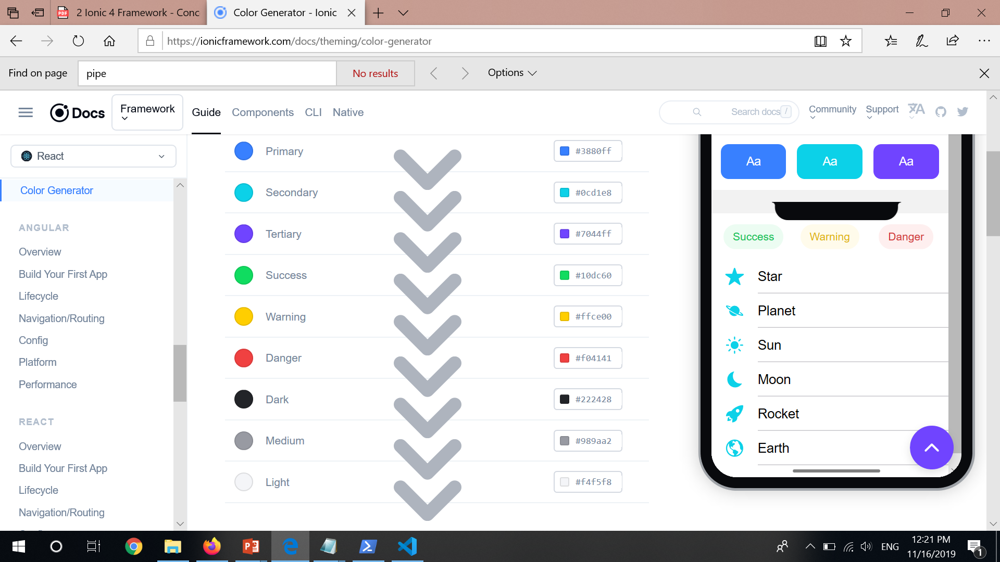 2 Ionic 4 Framework - Conc
Color Generator - Ionic
https://ionicframework.com/docs/theming/color-generator
Find on page
pipe
No results
Options
Docs
Framework
Guide
Components
CLI
Native
Search docs
/
Community
Support
React
Color Generator
ANGULAR
Overview
Build Your First App
Lifecycle
Navigation/Routing
Config
Platform
Performance
REACT
Overview
Build Your First App
Lifecycle
Navigation/Routing
Primary #3880ff
Secondary #0cd1e8
Tertiary #7044ff
Success #10dc60
Warning #ffce00
Danger #f04141
Dark #222428
Medium #989aa2
Light #f4f5f8
Aa Aa Aa
Success Warning Danger
Star
Planet
Sun
Moon
Rocket
Earth
ENG
12:21 PM
11/16/2019
1